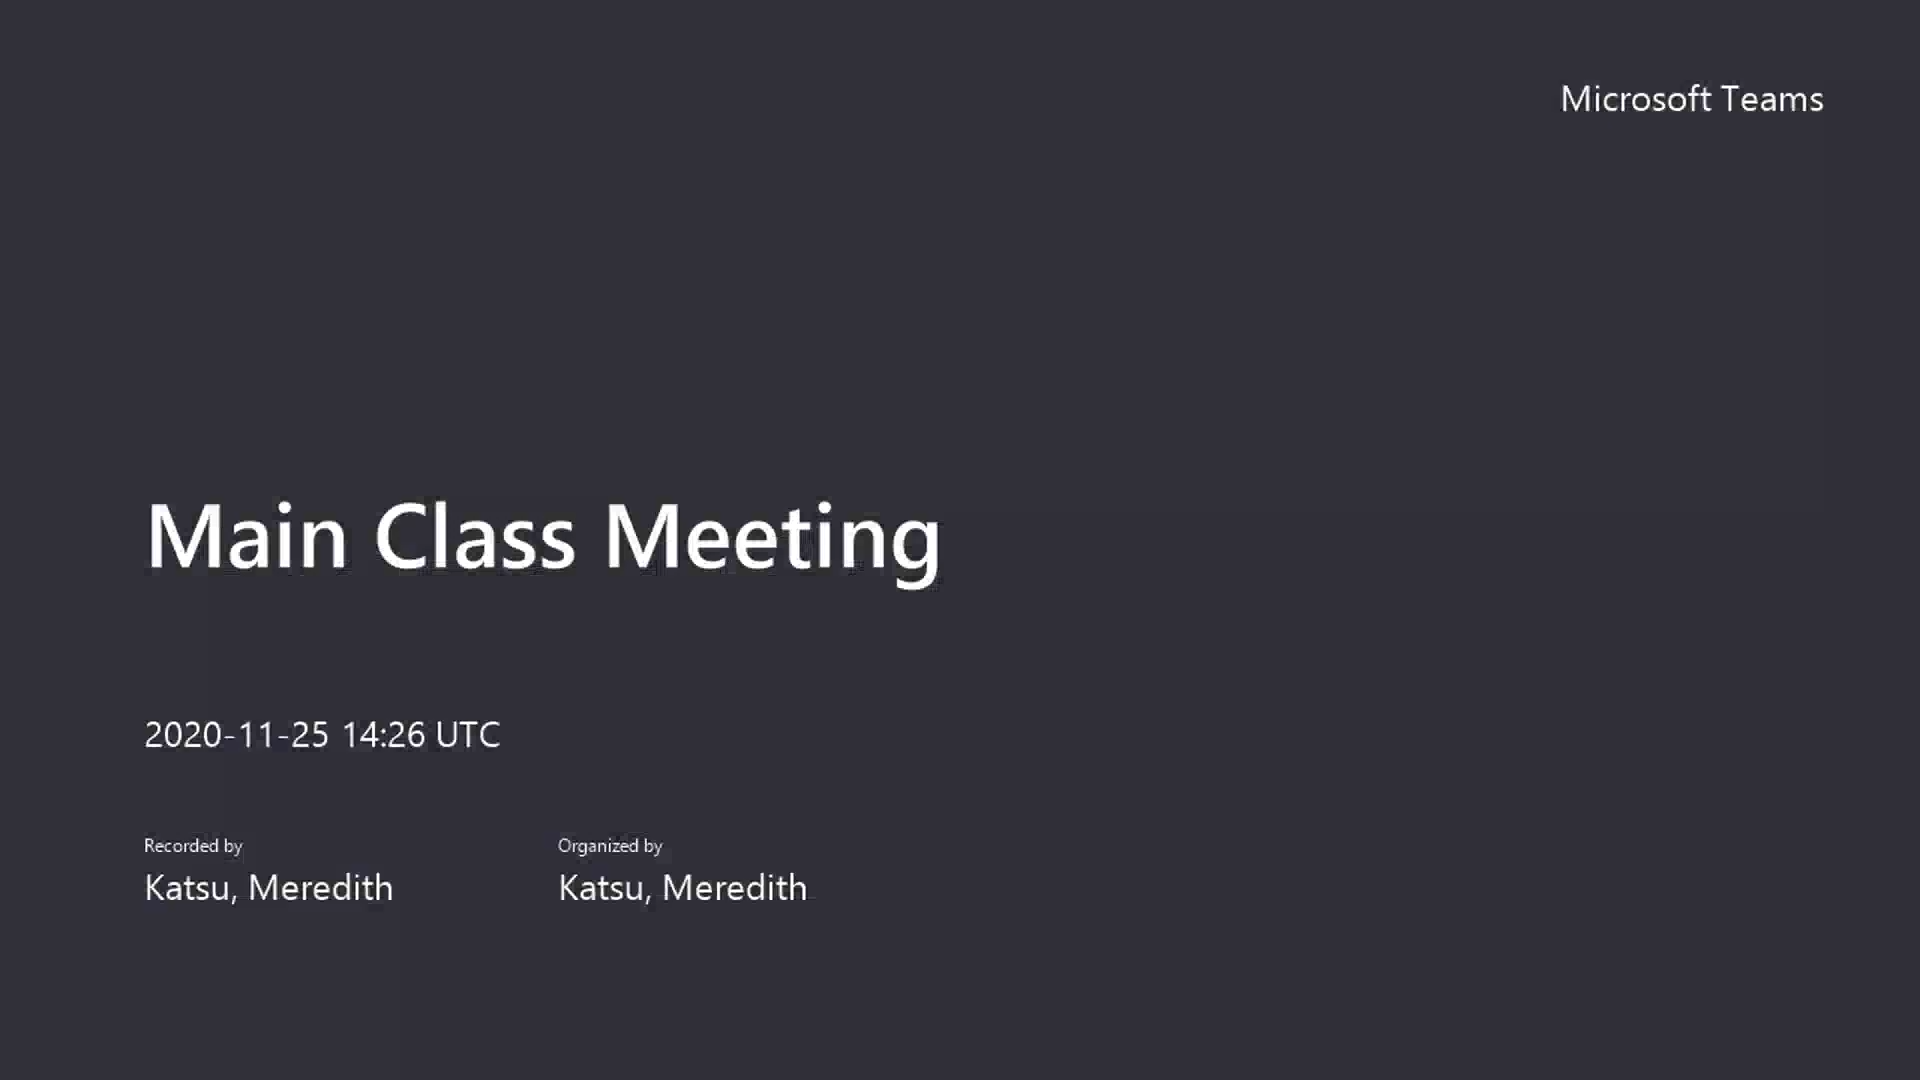 Microsoft Teams
Main Class Meeting
2020-11-25 14:26 UTC
Recorded by
Katsu, Meredith
Organized by
Katsu, Meredith